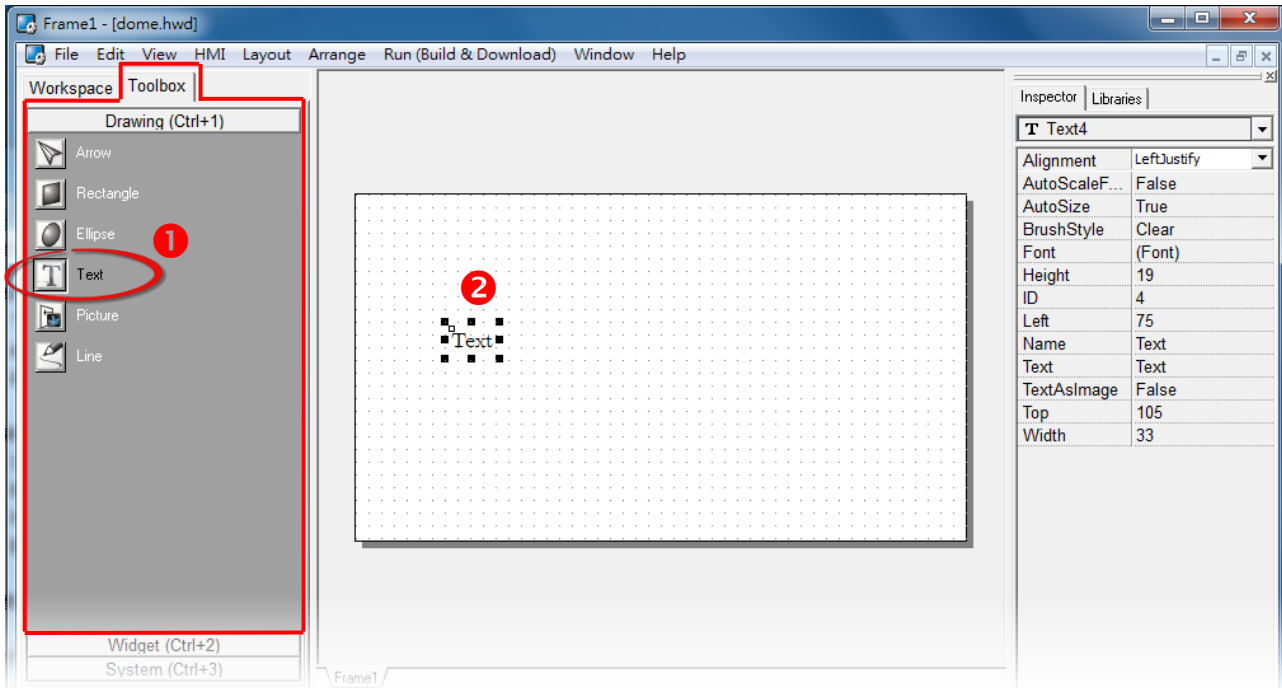 Frame1 - [dome.hwd]
File Edit View HMI Layout Arrange Run (Build & Download) Window Help
Workspace Toolbox
Drawing (Ctrl+1)
Arrow
Rectangle
Ellipse
1
T Text
Picture
Line
Widget (Ctrl+2)
System (Ctrl+3)
2
Text
Frame1
Inspector Libraries
T Text4
Alignment LeftJustify
AutoScaleF... False
AutoSize True
BrushStyle Clear
Font (Font)
Height 19
ID 4
Left 75
Name Text
Text Text
TextAsImage False
Top 105
Width 33